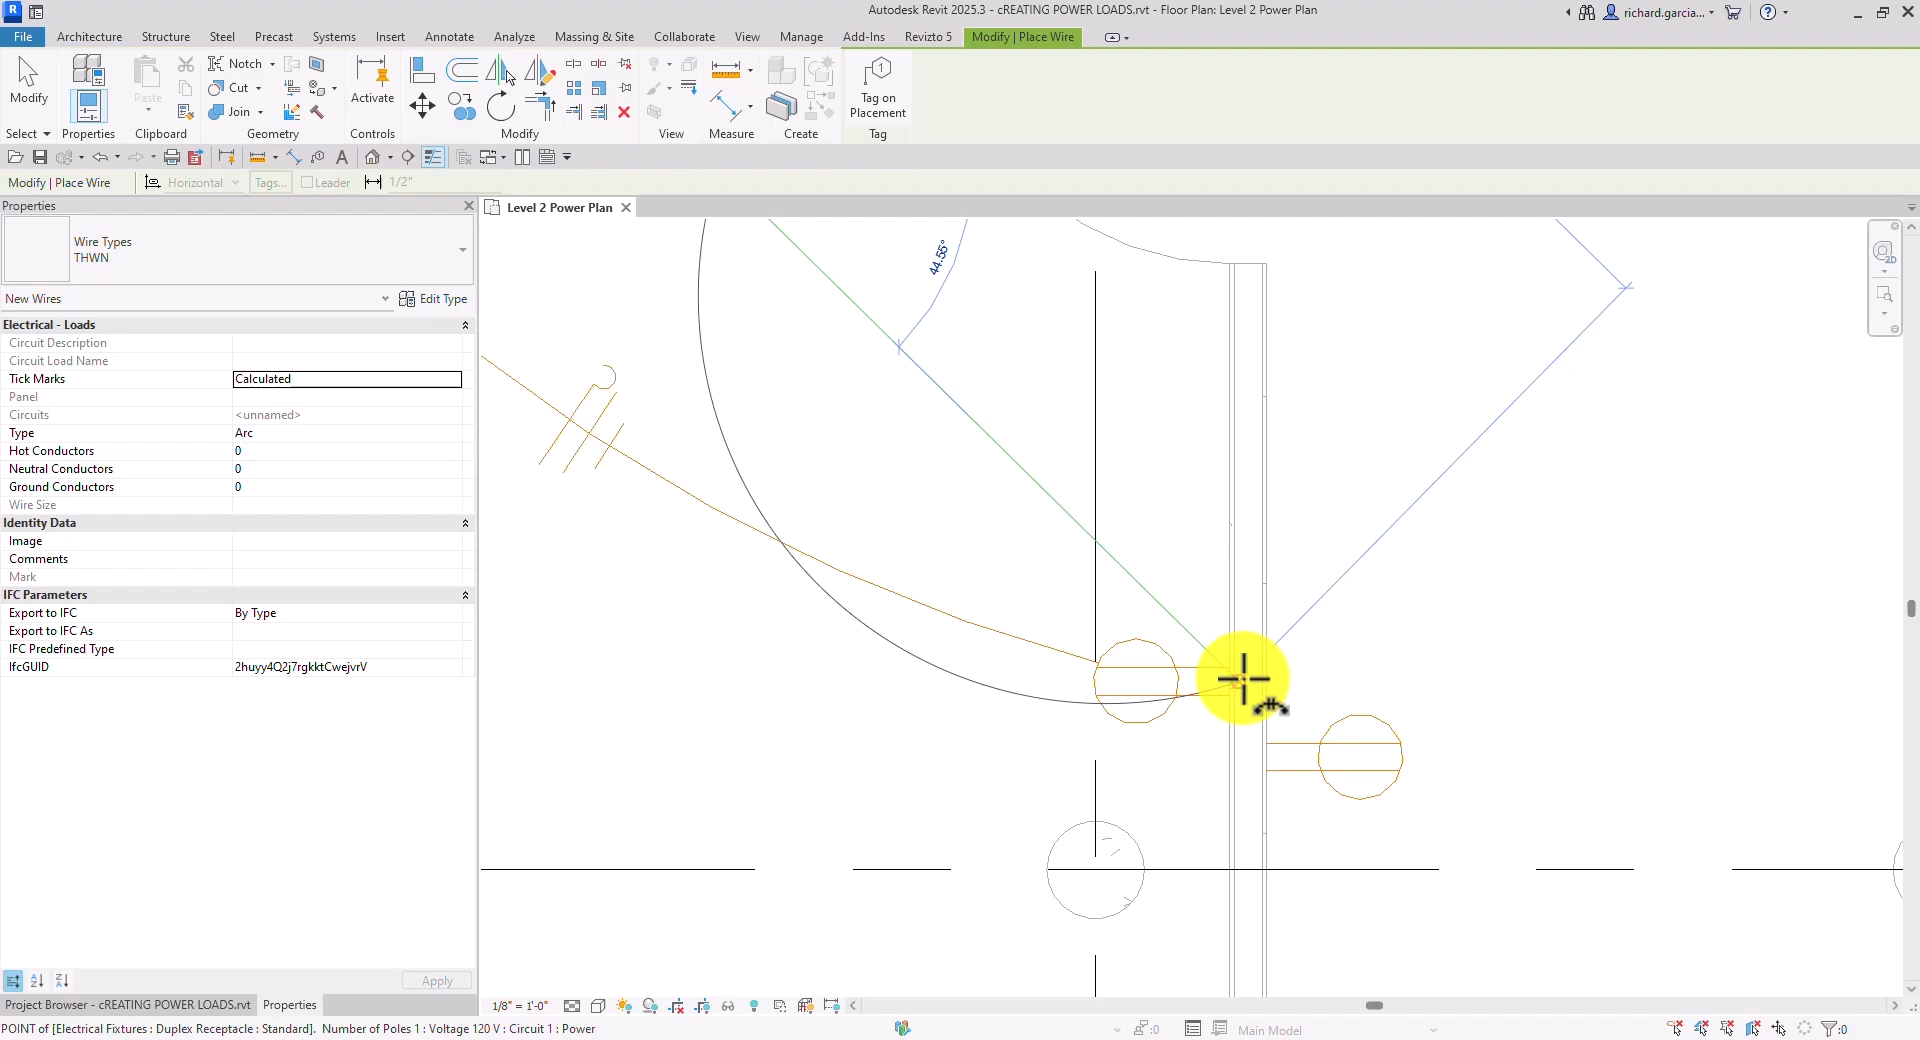 Autodesk Revit 2025.3 - cREATING POWER LOADS.rvt - Floor Plan: Level 2 Power Plan
richard.garcia...
File Architecture Structure Steel Precast Systems Insert Annotate Analyze Massing & Site Collaborate View Manage Add-Ins Revizto 5 Modify | Place Wire
Modify
Paste
Notch
Cut
Join
Activate
Tag on
Placement
Select Properties Clipboard Geometry Controls Modify View Measure Create Tag
Modify | Place Wire Horizontal Tags... Leader 1/2"
Properties
Level 2 Power Plan
Wire Types
THWN
New Wires Edit Type
Electrical - Loads
Circuit Description
Circuit Load Name
Tick Marks Calculated
Panel
Circuits <unnamed>
Type Arc
Hot Conductors 0
Neutral Conductors 0
Ground Conductors 0
Wire Size
Identity Data
Image
Comments
Mark
IFC Parameters
Export to IFC By Type
Export to IFC As
IFC Predefined Type
IfcGUID 2huyy4Q2j7rgkktCwejvrV
44.55°
2D
Apply
Project Browser - cREATING POWER LOADS.rvt Properties
1/8" = 1'-0"
POINT of [Electrical Fixtures : Duplex Receptacle : Standard]. Number of Poles 1 : Voltage 120 V : Circuit 1 : Power
:0
Main Model
:0